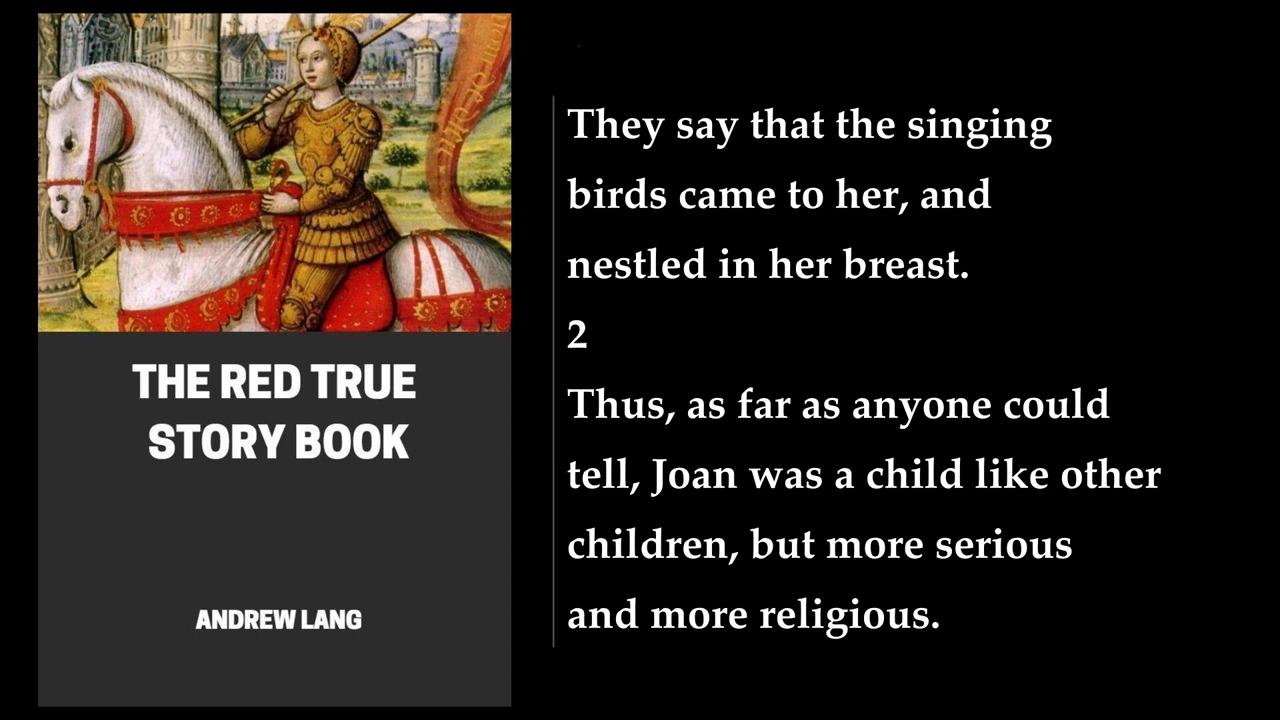 THE RED TRUE
STORY BOOK
ANDREW LANG
They say that the singing
birds came to her, and
nestled in her breast.
2
Thus, as far as anyone could
tell, Joan was a child like other
children, but more serious
and more religious.